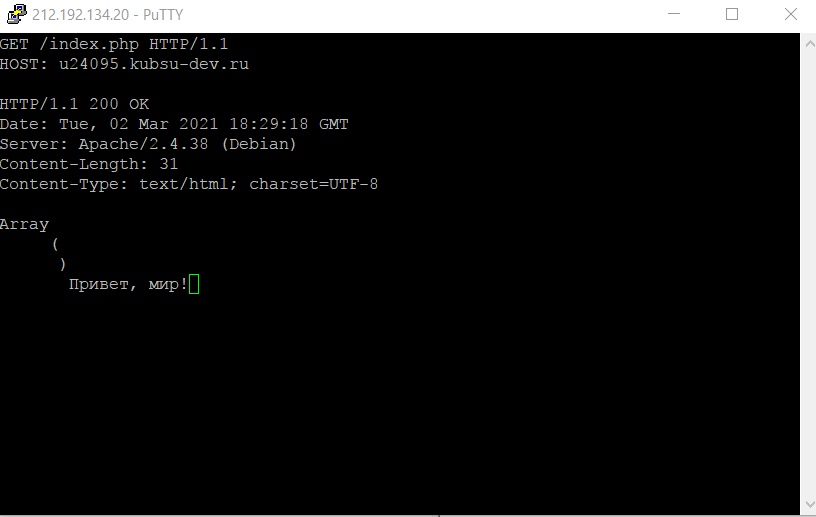 212.192.134.20 - PuTTY
GET /index.php HTTP/1.1
HOST: u24095.kubsu-dev.ru
HTTP/1.1 200 OK
Date: Tue, 02 Mar 2021 18:29:18 GMT
Server: Apache/2.4.38 (Debian)
Content-Length: 31
Content-Type: text/html; charset=UTF-8
Array
(
)
Привет, мир!